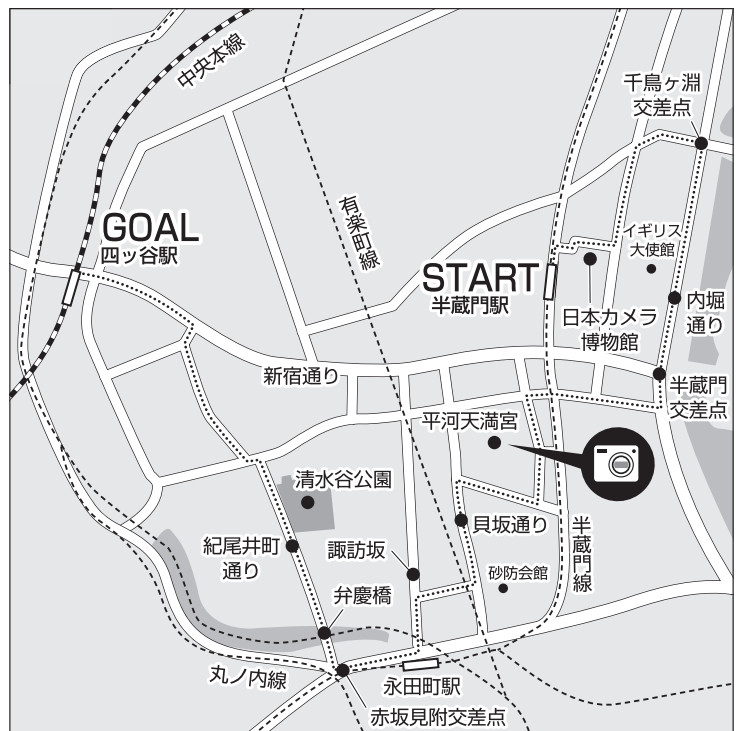 中央本線
千鳥ヶ淵
交差点
GOAL
四ッ谷駅
有楽町線
イギリス
大使館
START
半蔵門駅
日本カメラ
博物館
内堀
通り
新宿通り
半蔵門
交差点
平河天満宮
清水谷公園
貝坂通り
半蔵門線
紀尾井町
通り
諏訪坂
砂防会館
弁慶橋
丸ノ内線
永田町駅
赤坂見附交差点